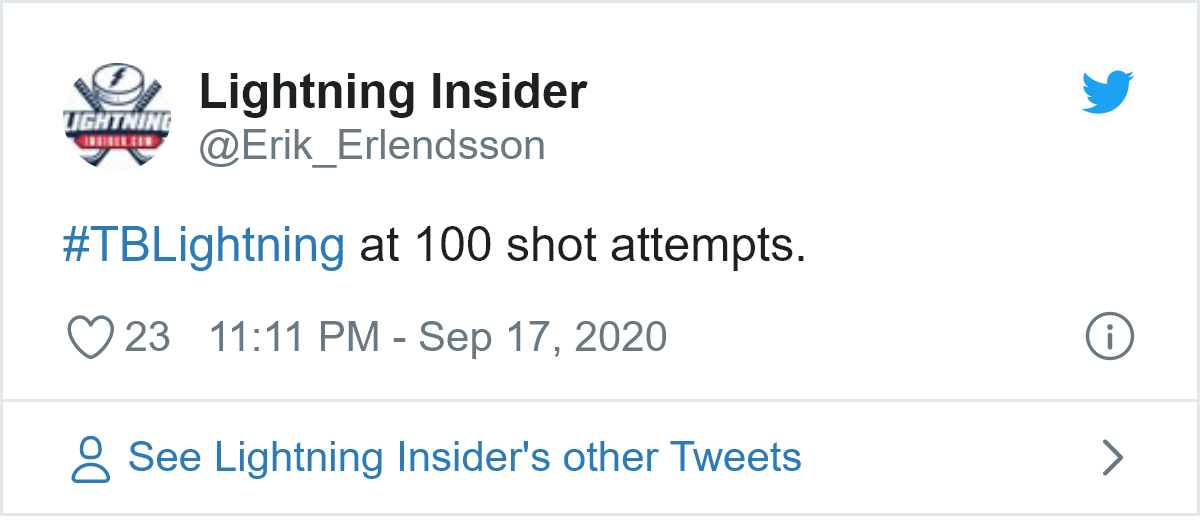 LIGHTNING
INSIDER.COM
Lightning Insider
@Erik_Erlendsson
#TBLightning at 100 shot attempts.
23 11:11 PM - Sep 17, 2020
See Lightning Insider's other Tweets